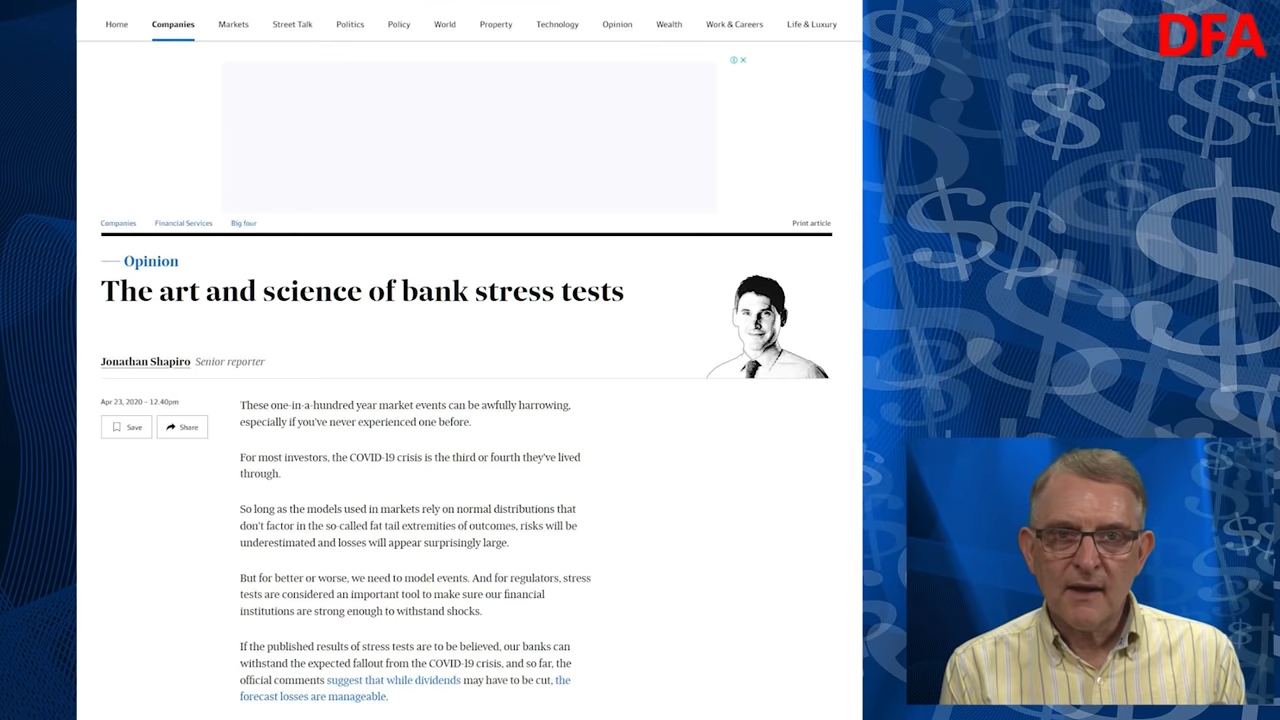 Home Companies Markets Street Talk Politics Policy World Property Technology Opinion Wealth Work & Careers Life & Luxury
DFA
Companies Financial Services Big four Print article
Opinion
The art and science of bank stress tests
Jonathan Shapiro Senior reporter
Apr 23, 2020 – 12.40pm
Save Share
These one-in-a-hundred year market events can be awfully harrowing,
especially if you've never experienced one before.
For most investors, the COVID-19 crisis is the third or fourth they've lived
through.
So long as the models used in markets rely on normal distributions that
don't factor in the so-called fat tail extremities of outcomes, risks will be
underestimated and losses will appear surprisingly large.
But for better or worse, we need to model events. And for regulators, stress
tests are considered an important tool to make sure our financial
institutions are strong enough to withstand shocks.
If the published results of stress tests are to be believed, our banks can
withstand the expected fallout from the COVID-19 crisis, and so far, the
official comments suggest that while dividends may have to be cut, the
forecast losses are manageable.